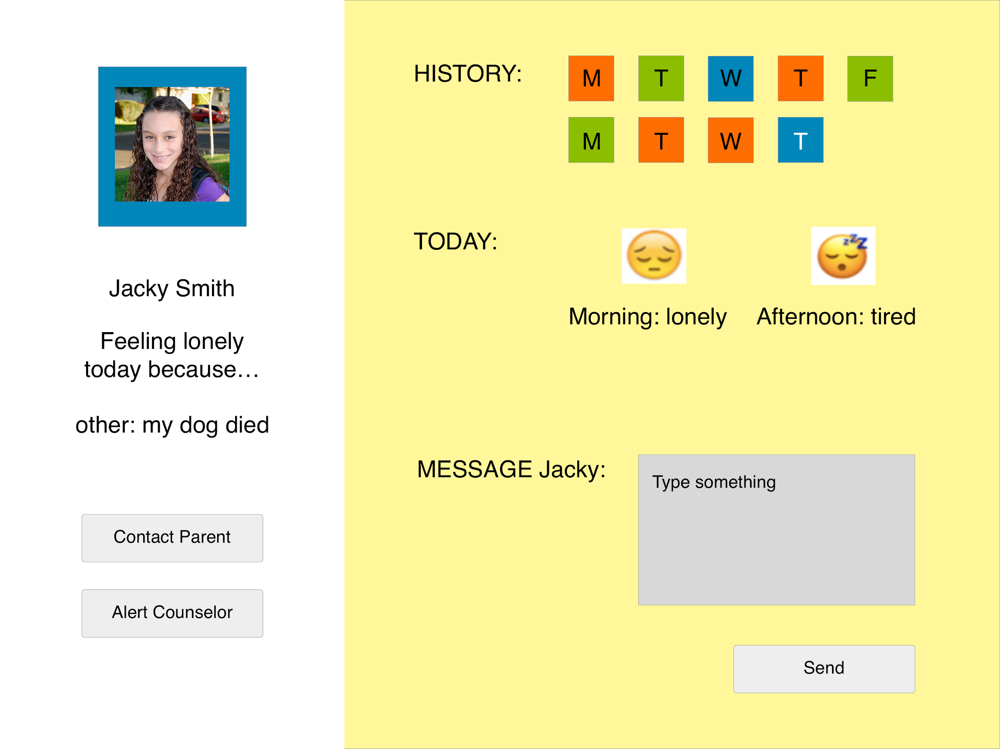 Jacky Smith
Feeling lonely
today because…
other: my dog died
Contact Parent
Alert Counselor
HISTORY:
M T W T F
M T W T
TODAY:
zzz
Morning: lonely Afternoon: tired
MESSAGE Jacky:
Type something
Send